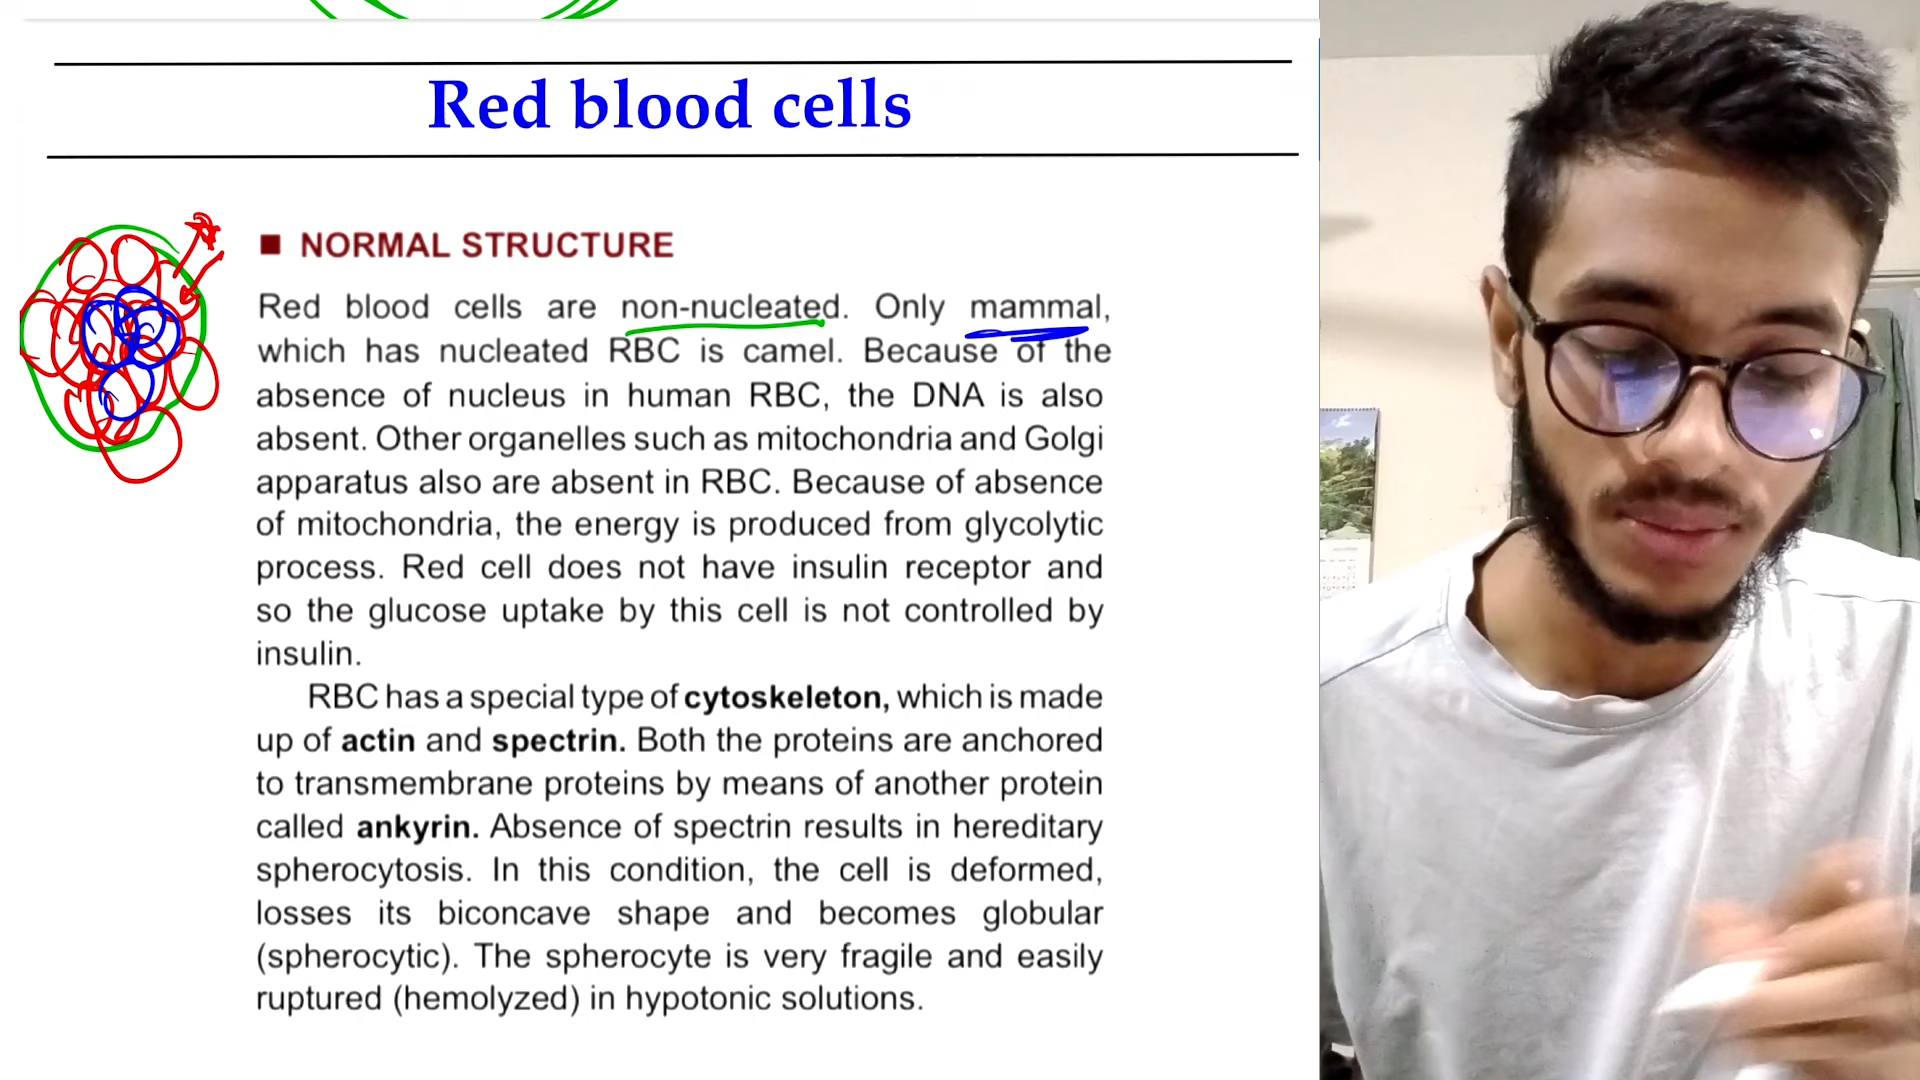 Red blood cells
NORMAL STRUCTURE
Red blood cells are non-nucleated. Only mammal,
which has nucleated RBC is camel. Because of the
absence of nucleus in human RBC, the DNA is also
absent. Other organelles such as mitochondria and Golgi
apparatus also are absent in RBC. Because of absence
of mitochondria, the energy is produced from glycolytic
process. Red cell does not have insulin receptor and
so the glucose uptake by this cell is not controlled by
insulin.
RBC has a special type of cytoskeleton, which is made
up of actin and spectrin. Both the proteins are anchored
to transmembrane proteins by means of another protein
called ankyrin. Absence of spectrin results in hereditary
spherocytosis. In this condition, the cell is deformed,
losses its biconcave shape and becomes globular
(spherocytic). The spherocyte is very fragile and easily
ruptured (hemolyzed) in hypotonic solutions.